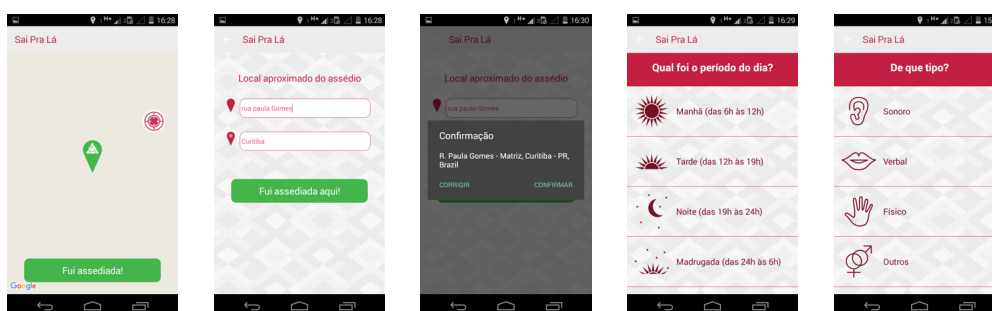 16:28
Sai Pra Lá
Fui assediada!
Google
16:28
Sai Pra Lá
Local aproximado do assédio
rua paula Gomes
Curitiba
Fui assediada aqui!
16:30
Sai Pra Lá
Local aproximado do assédio
rua paula Gomes
Confirmação
R. Paula Gomes - Matriz, Curitiba - PR,
Brazil
CORRIGIR CONFIRMAR
16:29
Sai Pra Lá
Qual foi o período do dia?
Manhã (das 6h às 12h)
Tarde (das 12h às 19h)
Noite (das 19h às 24h)
Madrugada (das 24h às 6h)
Sai Pra Lá
De que tipo?
Sonoro
Verbal
Físico
Outros